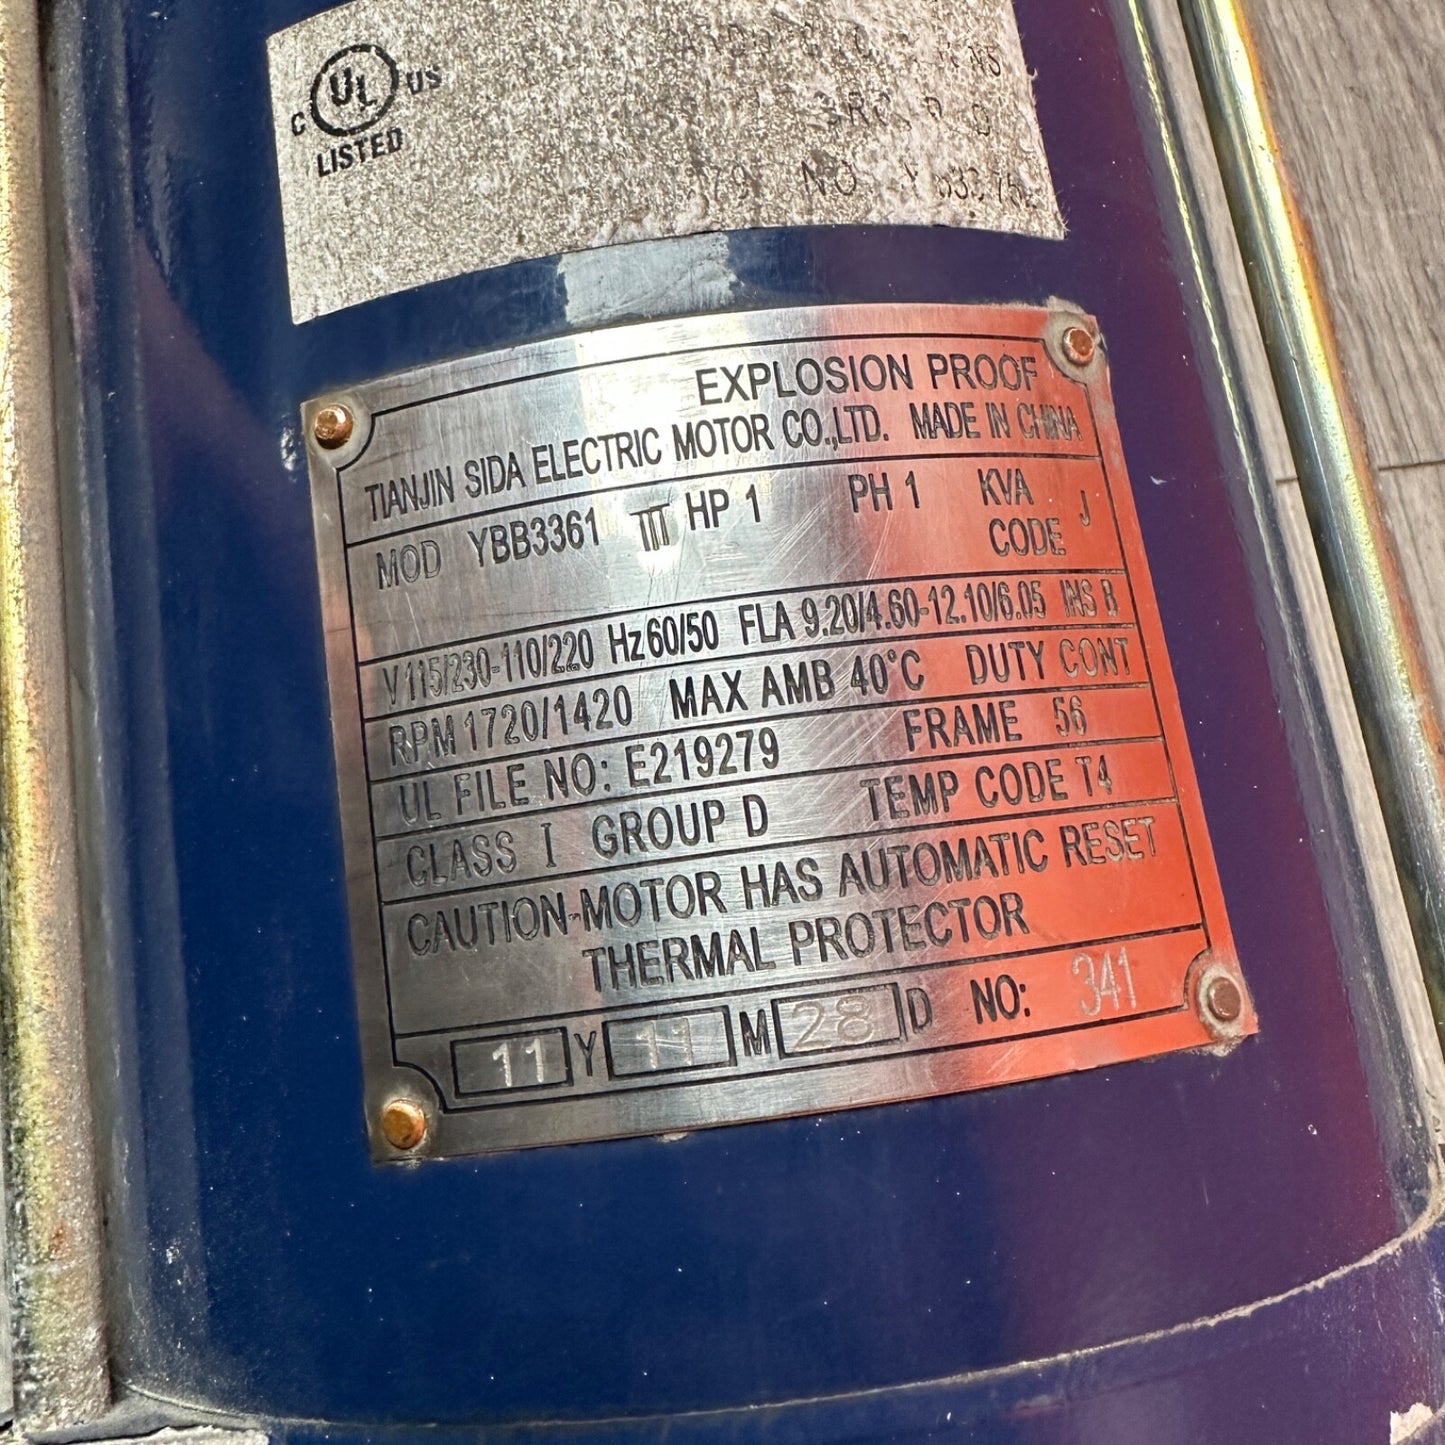 C UL US
LISTED
NO
EXPLOSION PROOF
TIANJIN SIDA ELECTRIC MOTOR CO.,LTD. MADE IN CHINA
MOD YBB3361 III HP 1 PH 1 KVA CODE J
V 115/230-110/220 Hz 60/50 FLA 9.20/4.60-12.10/6.05 INS B
RPM 1720/1420 MAX AMB 40°C DUTY CONT
UL FILE NO: E219279 FRAME 56
CLASS I GROUP D TEMP CODE T4
CAUTION-MOTOR HAS AUTOMATIC RESET
THERMAL PROTECTOR
11 Y 11 M 28 D NO: 341